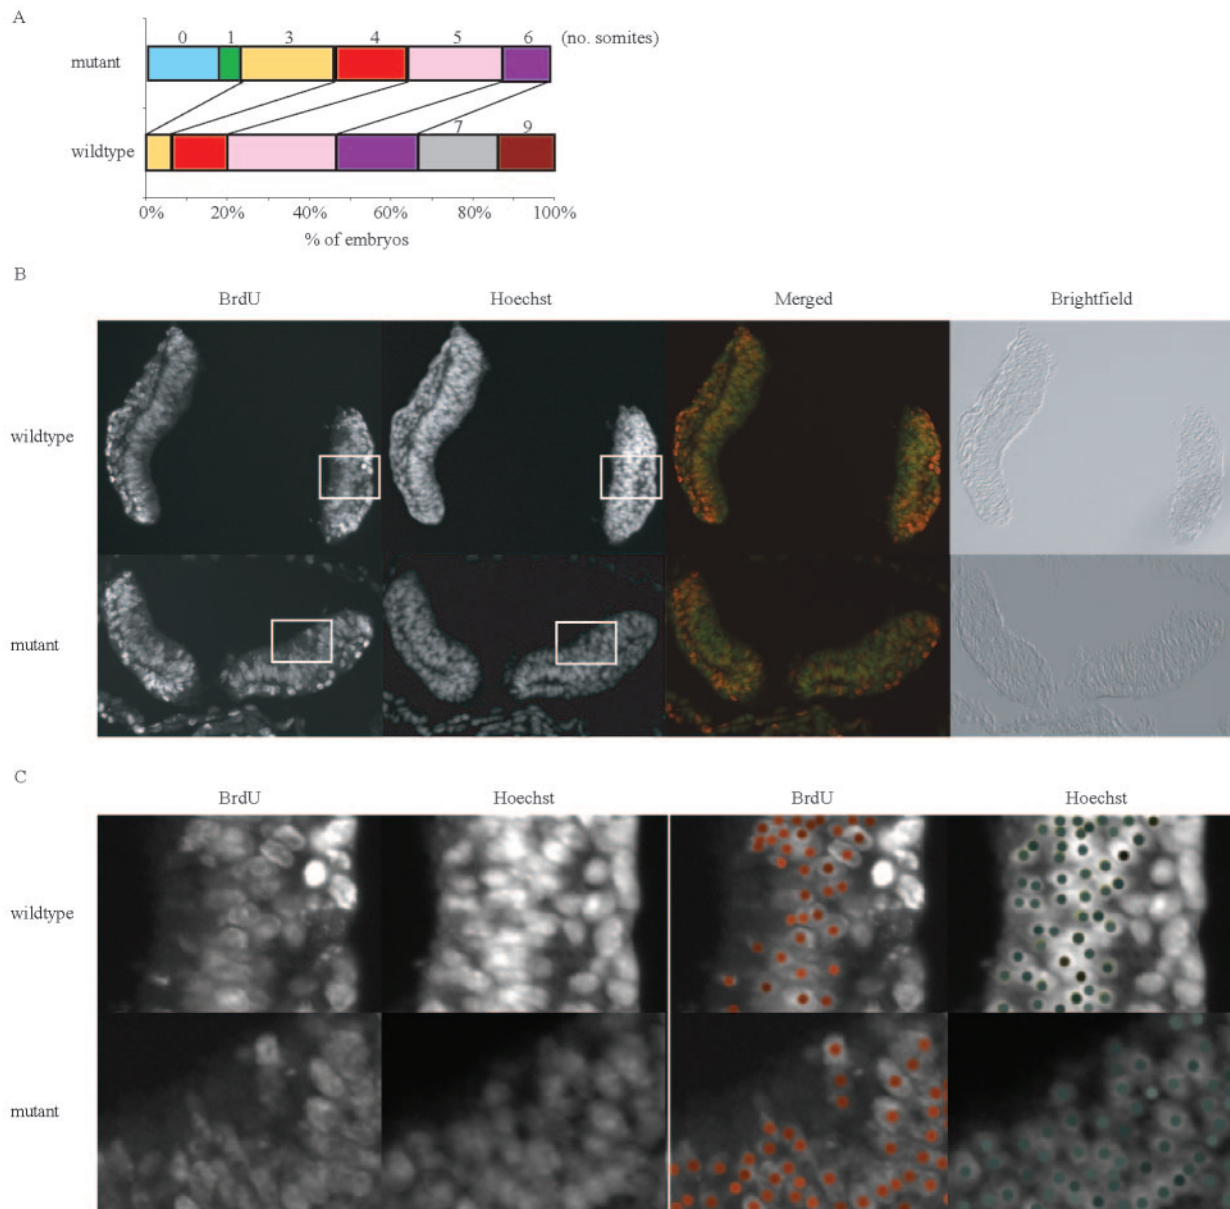 A
0 1 3 4 5 6 (no. somites)
mutant
7 9
wildtype
0% 20% 40% 60% 80% 100%
% of embryos
B
BrdU Hoechst Merged Brightfield
wildtype
mutant
C
BrdU Hoechst BrdU Hoechst
wildtype
mutant